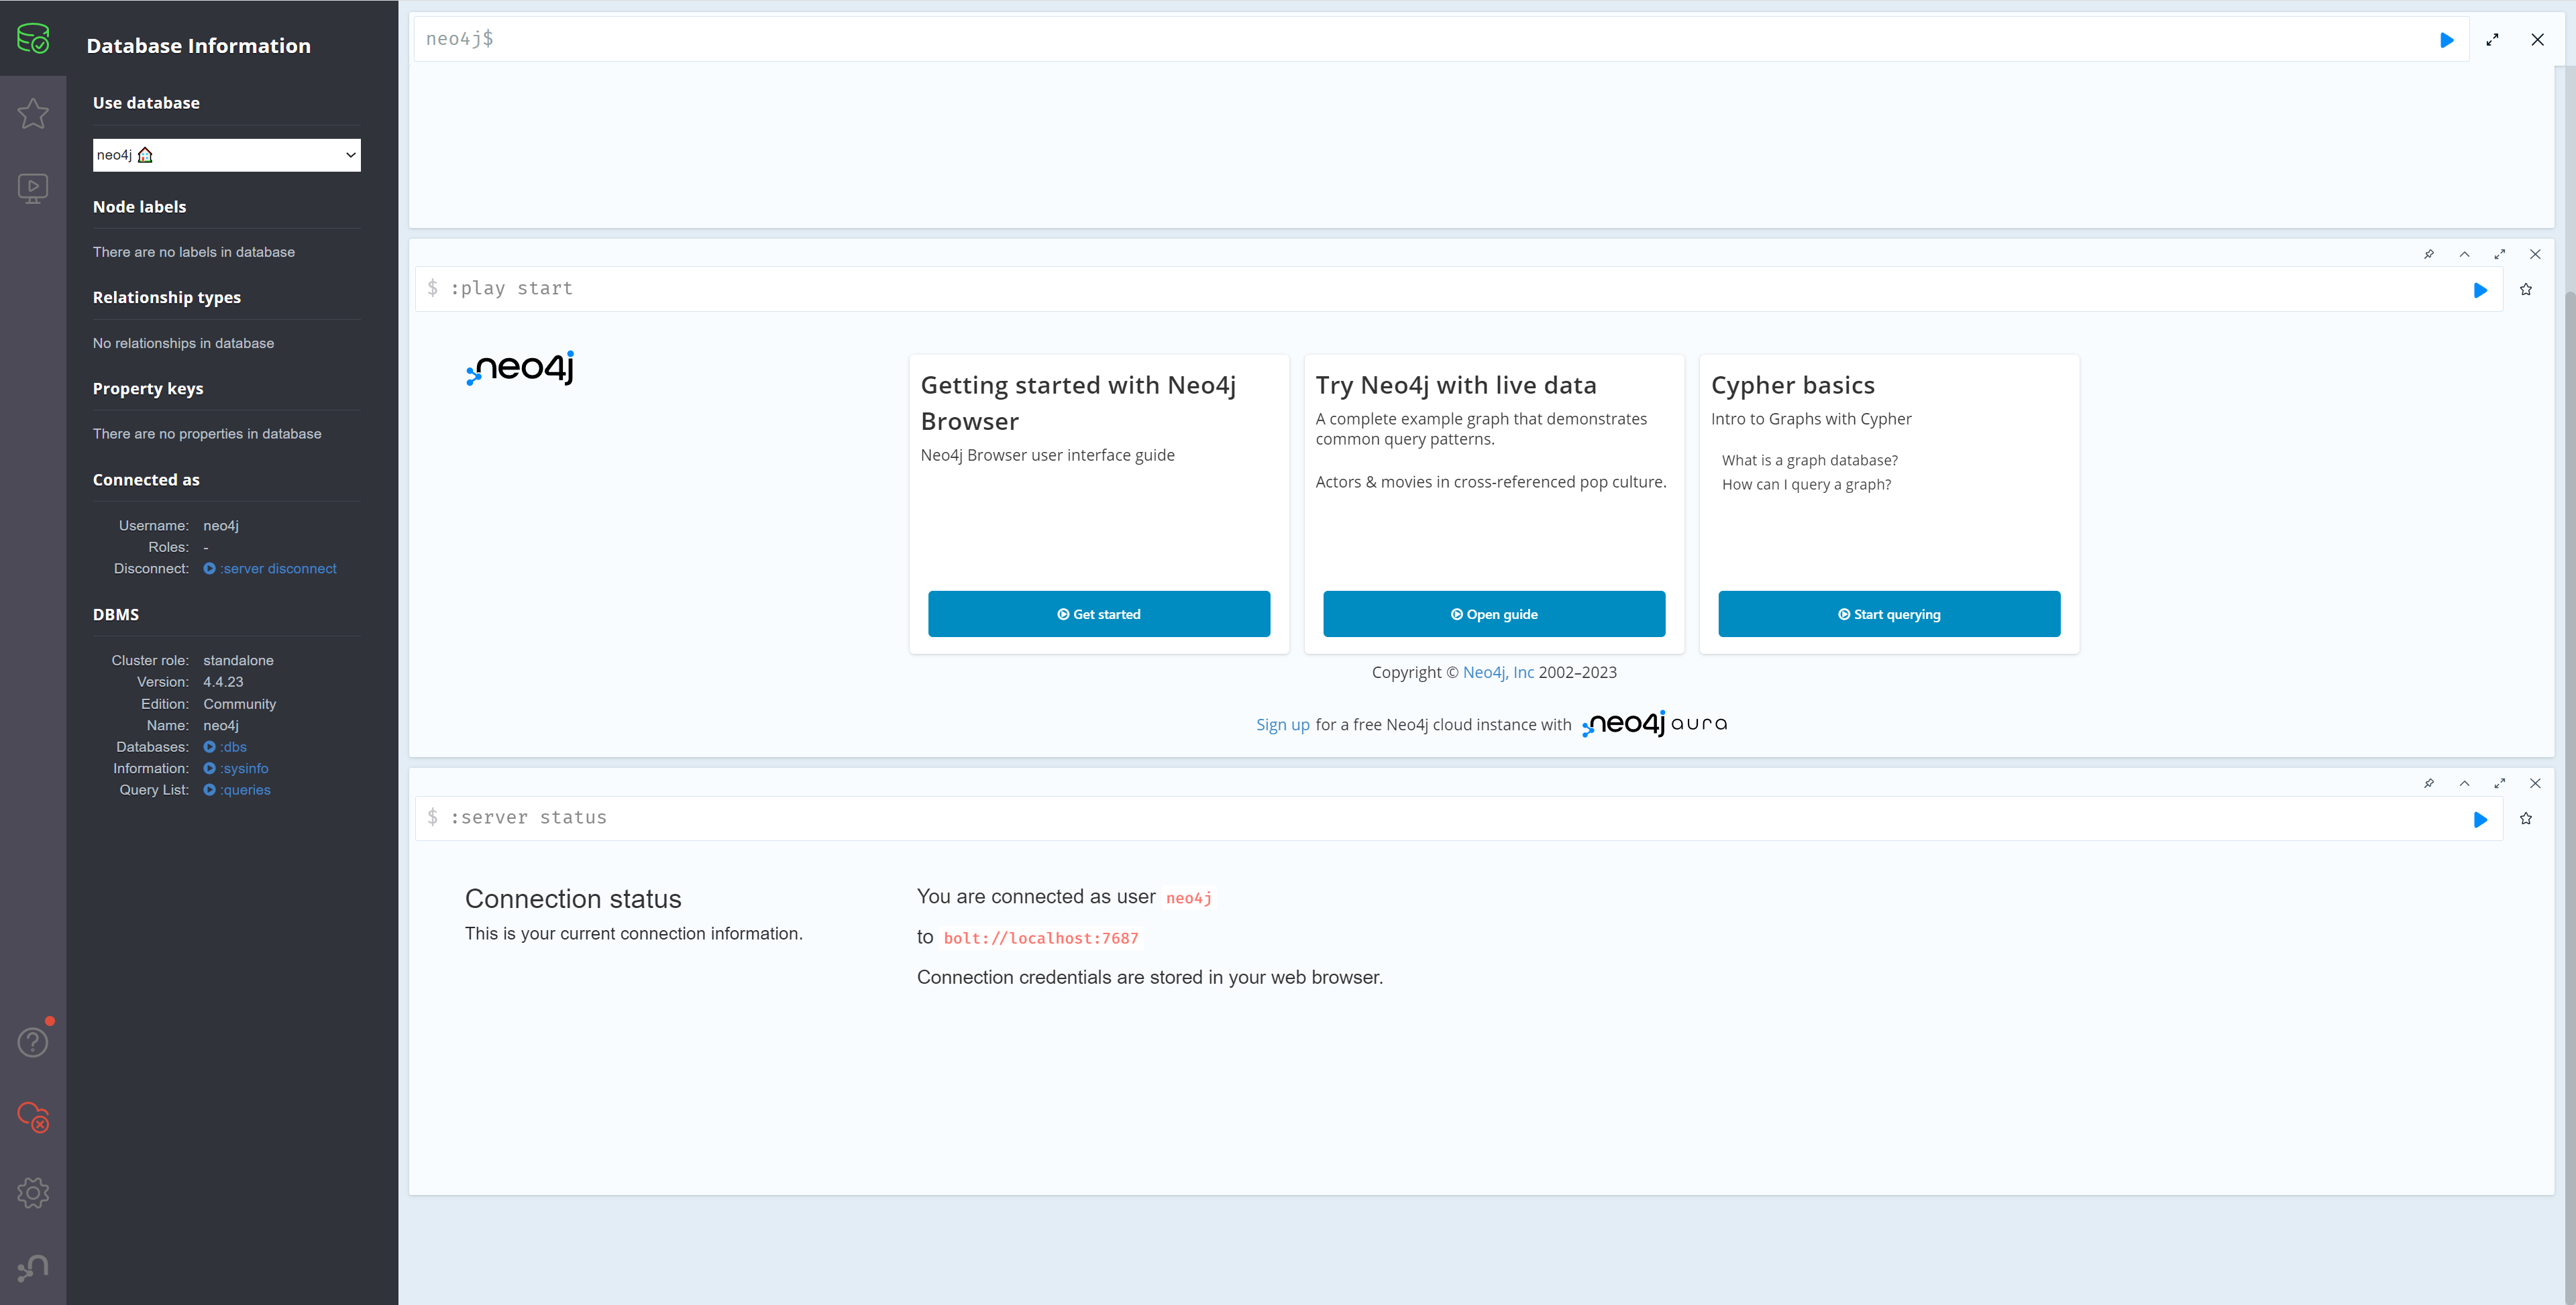 Database Information
Use database
neo4j
Node labels
There are no labels in database
Relationship types
No relationships in database
Property keys
There are no properties in database
Connected as
Username: neo4j
Roles: -
Disconnect: :server disconnect
DBMS
Cluster role: standalone
Version: 4.4.23
Edition: Community
Name: neo4j
Databases: :dbs
Information: :sysinfo
Query List: :queries
neo4j$
$ :play start
neo4j
Getting started with Neo4j
Browser
Neo4j Browser user interface guide
Get started
Try Neo4j with live data
A complete example graph that demonstrates
common query patterns.
Actors & movies in cross-referenced pop culture.
Open guide
Cypher basics
Intro to Graphs with Cypher
What is a graph database?
How can I query a graph?
Start querying
Copyright © Neo4j, Inc 2002–2023
Sign up for a free Neo4j cloud instance with neo4j aura
$ :server status
Connection status
This is your current connection information.
You are connected as user neo4j
to bolt://localhost:7687
Connection credentials are stored in your web browser.